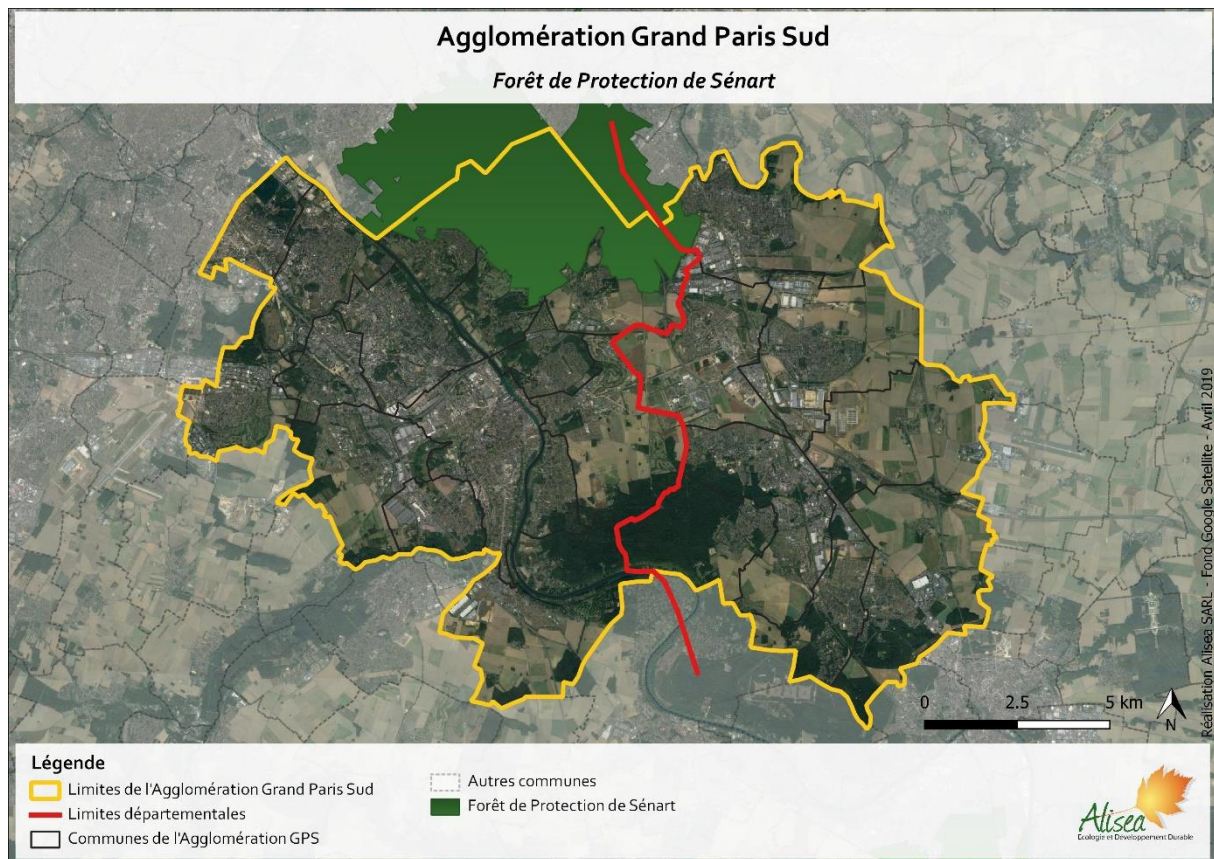 Agglomération Grand Paris Sud
Forêt de Protection de Sénart
Réalisation Alisea SARL - Fond Google Satellite - Avril 2019
0 2.5 5 km
N
Légende
Limites de l'Agglomération Grand Paris Sud
Limites départementales
Communes de l'Agglomération GPS
Autres communes
Forêt de Protection de Sénart
Alisea
Ecologie et Développement Durable